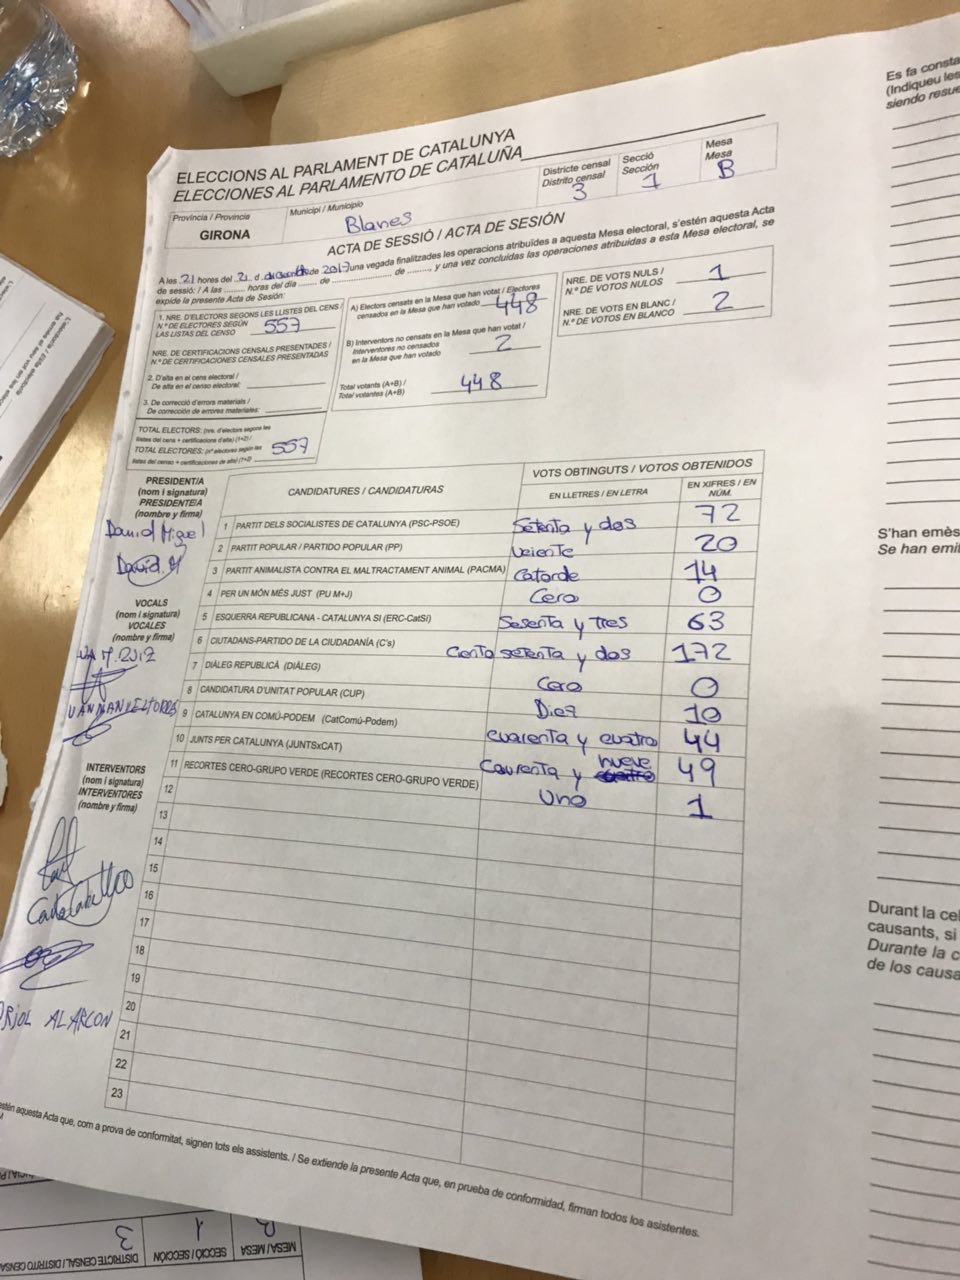 ELECCIONS AL PARLAMENT DE CATALUNYA
ELECCIONES AL PARLAMENTO DE CATALUÑA
Districte censal
Distrito censal
3
Secció
Sección
1
Mesa
Mesa
B
Província / Provincia
GIRONA
Municipi / Municipio
Blanes
ACTA DE SESSIÓ / ACTA DE SESIÓN
A les 21 hores del 21 d de 2017 una vegada finalitzades les operacions atribuïdes a aquesta Mesa electoral, s'estén aquesta Acta
de sessió: / A las ......... horas del día ....... de ................... de ........., y una vez concluidas las operaciones atribuidas a esta Mesa electoral, se
expide la presente Acta de Sesión:
1. NRE. D'ELECTORS SEGONS LES LLISTES DEL CENS /
N.º DE ELECTORES SEGÚN
LAS LISTAS DEL CENSO
557
NRE. DE CERTIFICACIONS CENSALS PRESENTADES /
N.º DE CERTIFICACIONES CENSALES PRESENTADAS
2. D'alta en el cens electoral /
De alta en el censo electoral:
3. De correcció d'errors materials /
De corrección de errores materiales:
TOTAL ELECTORS: (nre. d'electors segons les
llistes del cens + certificacions d'alta) (1+2) /
TOTAL ELECTORES: (nº electores según las
listas del censo + certificaciones de alta) (1+2)
557
A) Electors censats en la Mesa que han votat / Electores
censados en la Mesa que han votado
448
B) Interventors no censats en la Mesa que han votat /
Interventores no censados
en la Mesa que han votado
2
Total votants (A+B) /
Total votantes (A+B)
448
NRE. DE VOTS NULS /
N.º DE VOTOS NULOS
1
NRE. DE VOTS EN BLANC /
N.º DE VOTOS EN BLANCO
2
PRESIDENT/A
(nom i signatura)
PRESIDENTE/A
(nombre y firma)
David Miguel
David M
VOCALS
(nom i signatura)
VOCALES
(nombre y firma)
INTERVENTORS
(nom i signatura)
INTERVENTORES
(nombre y firma)
ORIOL ALARCON
CANDIDATURES / CANDIDATURAS
VOTS OBTINGUTS / VOTOS OBTENIDOS
EN LLETRES / EN LETRA
EN XIFRES / EN NÚM.
1 PARTIT DELS SOCIALISTES DE CATALUNYA (PSC-PSOE) Setenta y dos 72
2 PARTIT POPULAR / PARTIDO POPULAR (PP) Veiente 20
3 PARTIT ANIMALISTA CONTRA EL MALTRACTAMENT ANIMAL (PACMA) Catorde 14
4 PER UN MÓN MÉS JUST (PU M+J) Cero 0
5 ESQUERRA REPUBLICANA - CATALUNYA SI (ERC-CatSI) Sesenta y tres 63
6 CIUTADANS-PARTIDO DE LA CIUDADANÍA (C's) Ciento setenta y dos 172
7 DIÀLEG REPUBLICÀ (DIÀLEG) Cero 0
8 CANDIDATURA D'UNITAT POPULAR (CUP) Diez 10
9 CATALUNYA EN COMÚ-PODEM (CatComú-Podem) cuarenta y cuatro 44
10 JUNTS PER CATALUNYA (JUNTSxCAT) Caurenta y nueve 49
11 RECORTES CERO-GRUPO VERDE (RECORTES CERO-GRUPO VERDE) Uno 1
12
13
14
15
16
17
18
19
20
21
22
23
estén aquesta Acta que, com a prova de conformitat, signen tots els assistents. / Se extiende la presente Acta que, en prueba de conformidad, firman todos los asistentes.
Es fa consta
(Indiqueu les
siendo resue
S'han emès
Se han emit
Durant la cel
causants, si
Durante la c
de los causa
DISTRICTE CENSAL / DISTRITO CENSA
3
SECCIÓ / SECCIÓN
1
MESA / MESA
B